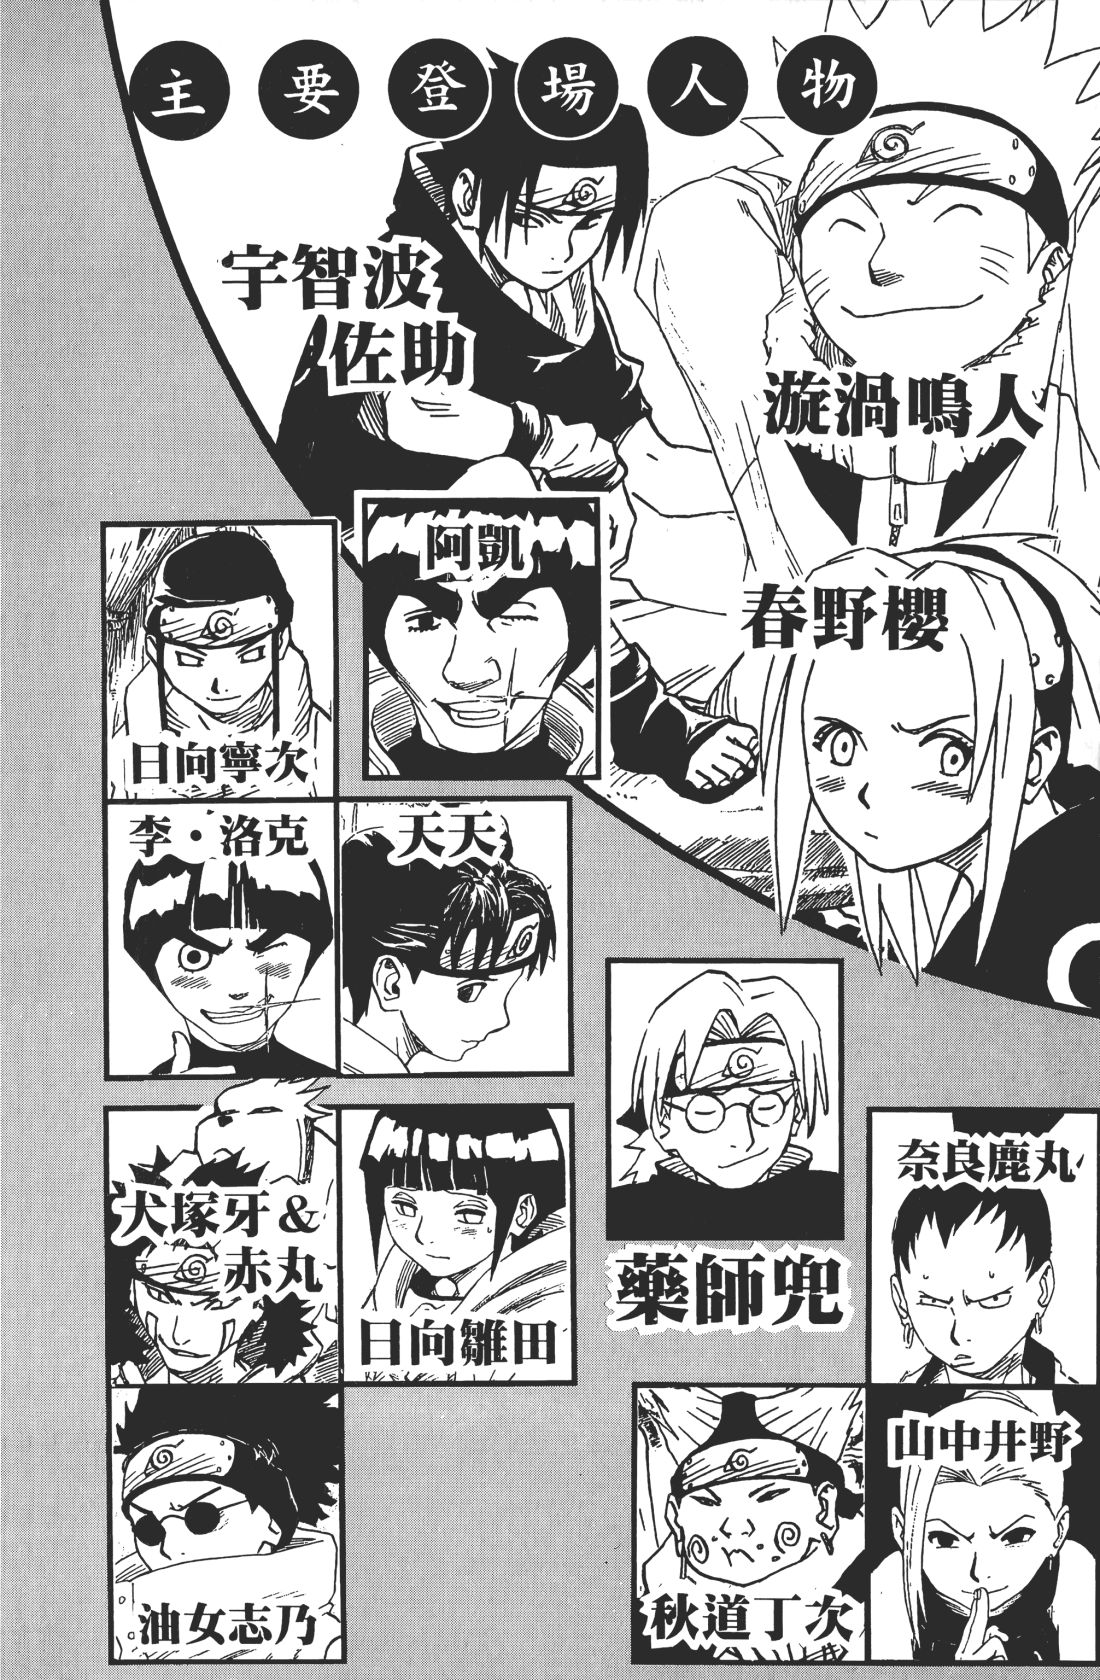 主要登場人物
漩渦鳴人
宇智波
佐助
春野櫻
阿凱
日向寧次
李・洛克
天天
犬塚牙＆
赤丸
日向雛田
油女志乃
藥師兜
奈良鹿丸
秋道丁次
山中井野